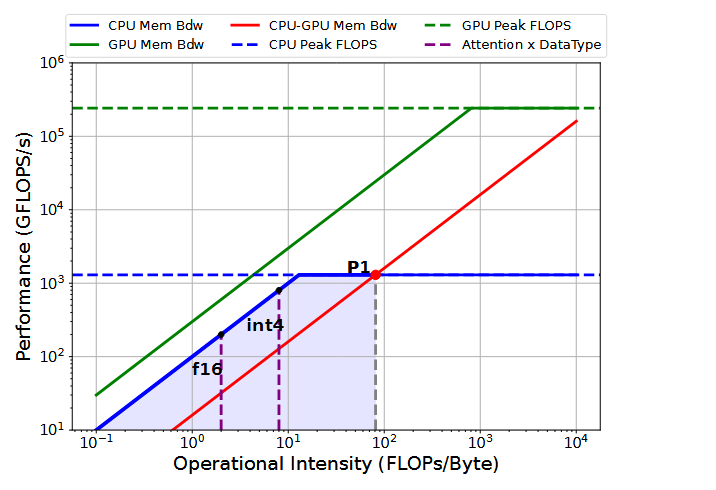 CPU Mem Bdw CPU-GPU Mem Bdw GPU Peak FLOPS
GPU Mem Bdw CPU Peak FLOPS Attention x DataType
10⁶
10⁵
10⁴
10³
10²
10¹
Performance (GFLOPS/s)
P1
int4
f16
10⁻¹ 10⁰ 10¹ 10² 10³ 10⁴
Operational Intensity (FLOPs/Byte)